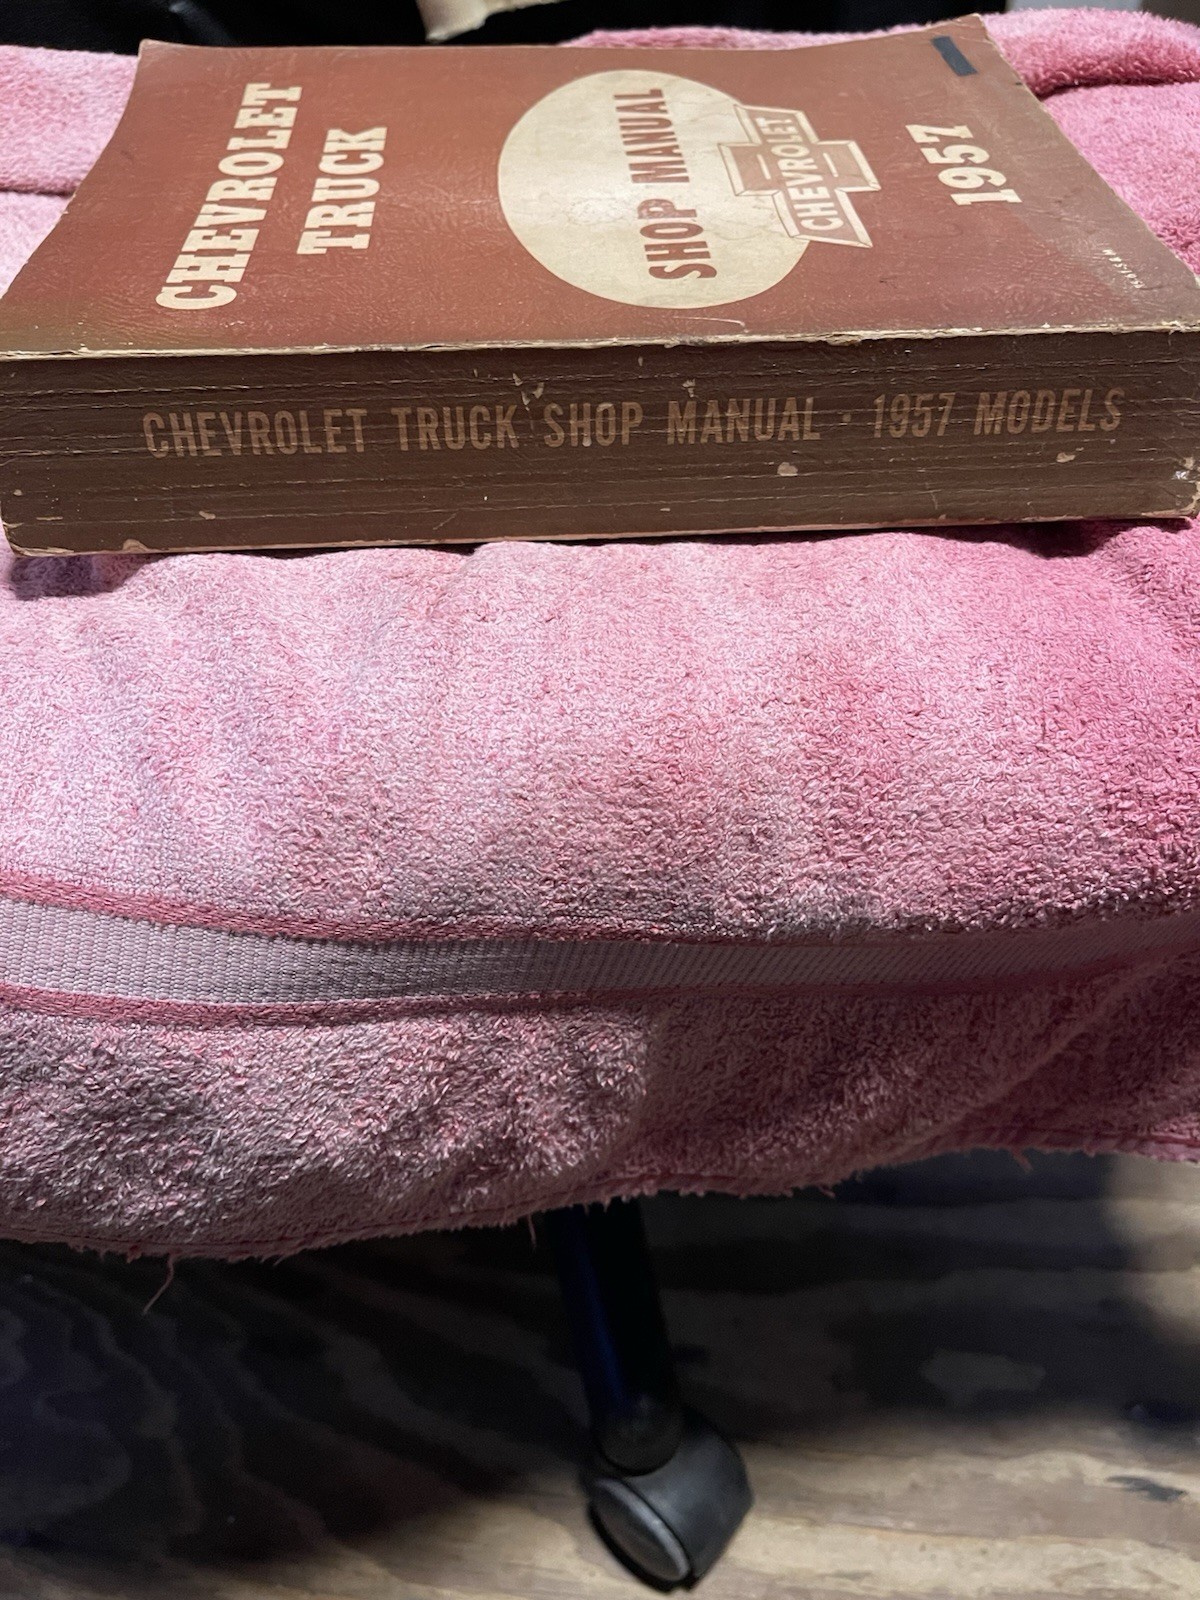 CHEVROLET
TRUCK
SHOP MANUAL
CHEVROLET
1957
CHEVROLET TRUCK SHOP MANUAL · 1957 MODELS